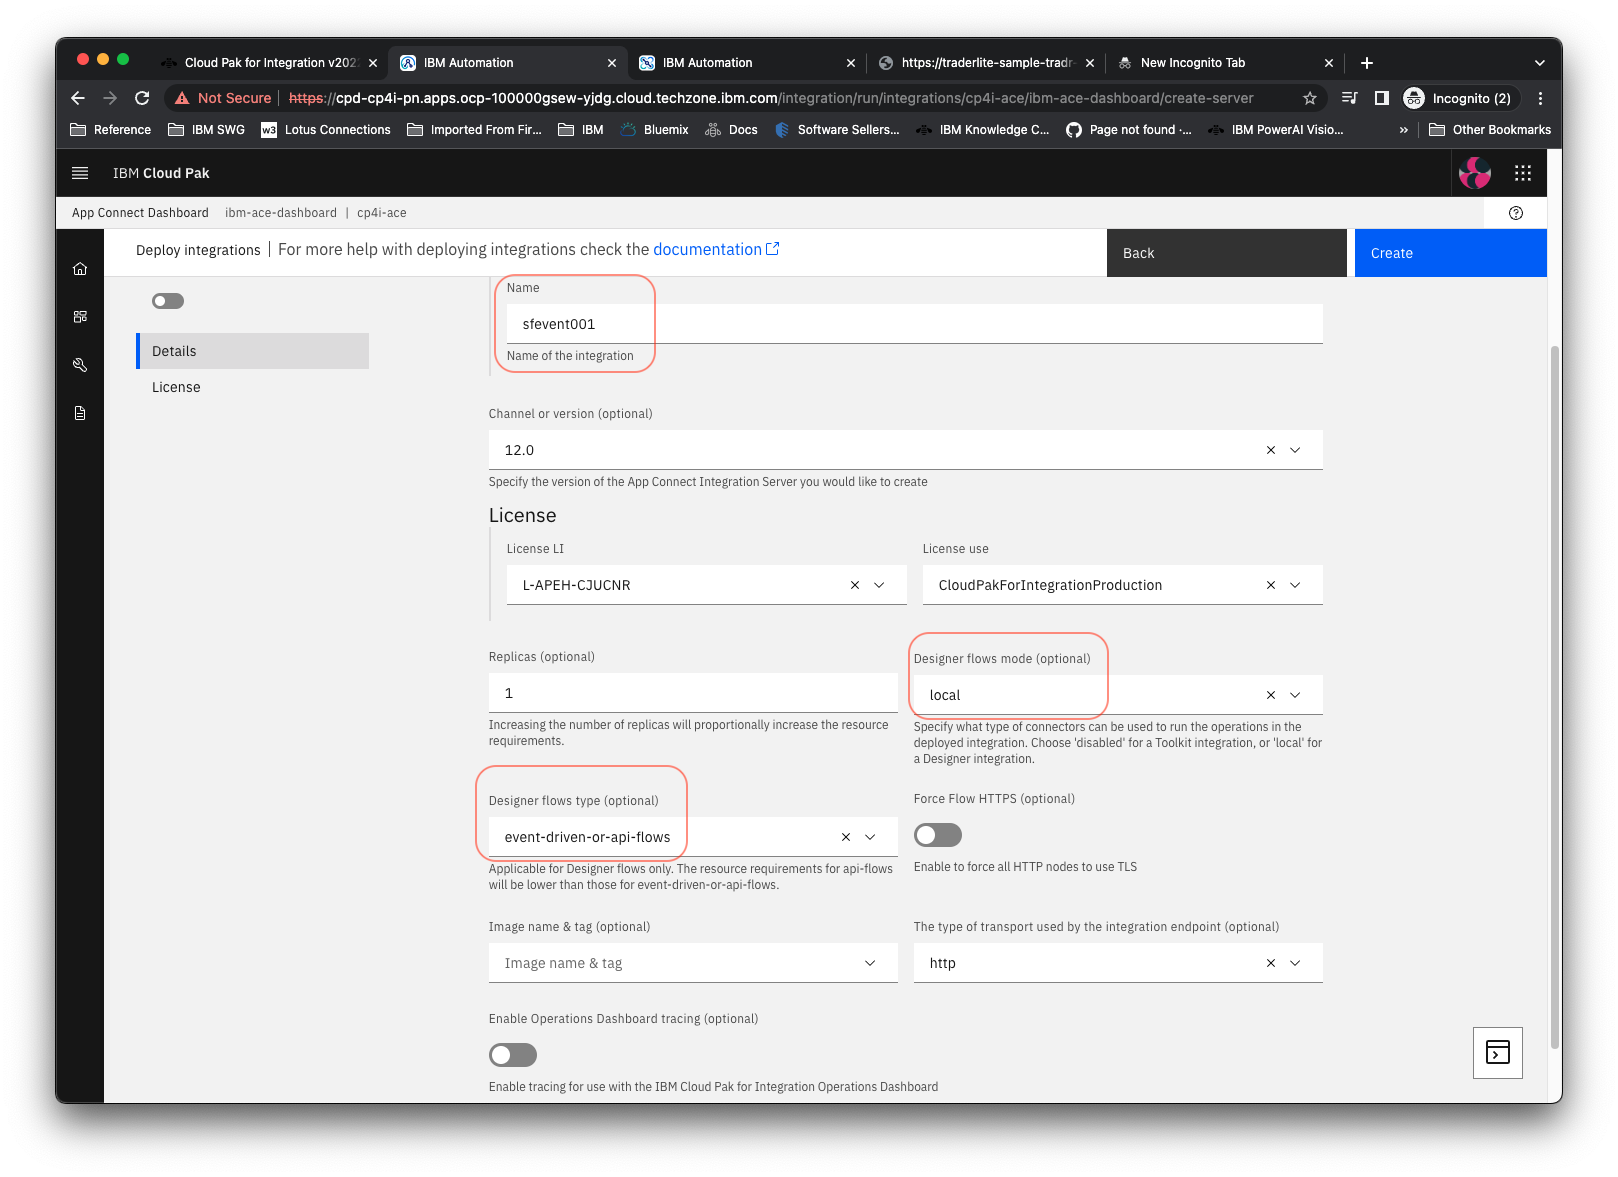 Cloud Pak for Integration v202
IBM Automation
IBM Automation
https://traderlite-sample-tradr-
New Incognito Tab
Not Secure
https://cpd-cp4i-pn.apps.ocp-100000gsew-yjdg.cloud.techzone.ibm.com/integration/run/integrations/cp4i-ace/ibm-ace-dashboard/create-server
Incognito (2)
Reference
IBM SWG
w3 Lotus Connections
Imported From Fir...
IBM
Bluemix
Docs
Software Sellers...
IBM Knowledge C...
Page not found ·...
IBM PowerAI Visio...
»
Other Bookmarks
IBM Cloud Pak
App Connect Dashboard ibm-ace-dashboard | cp4i-ace
Deploy integrations | For more help with deploying integrations check the documentation
Back
Create
Details
License
Name
sfevent001
Name of the integration
Channel or version (optional)
12.0
Specify the version of the App Connect Integration Server you would like to create
License
License LI
License use
L-APEH-CJUCNR
CloudPakForIntegrationProduction
Replicas (optional)
1
Increasing the number of replicas will proportionally increase the resource
requirements.
Designer flows mode (optional)
local
Specify what type of connectors can be used to run the operations in the
deployed integration. Choose 'disabled' for a Toolkit integration, or 'local' for
a Designer integration.
Designer flows type (optional)
event-driven-or-api-flows
Applicable for Designer flows only. The resource requirements for api-flows
will be lower than those for event-driven-or-api-flows.
Force Flow HTTPS (optional)
Enable to force all HTTP nodes to use TLS
Image name & tag (optional)
Image name & tag
The type of transport used by the integration endpoint (optional)
http
Enable Operations Dashboard tracing (optional)
Enable tracing for use with the IBM Cloud Pak for Integration Operations Dashboard